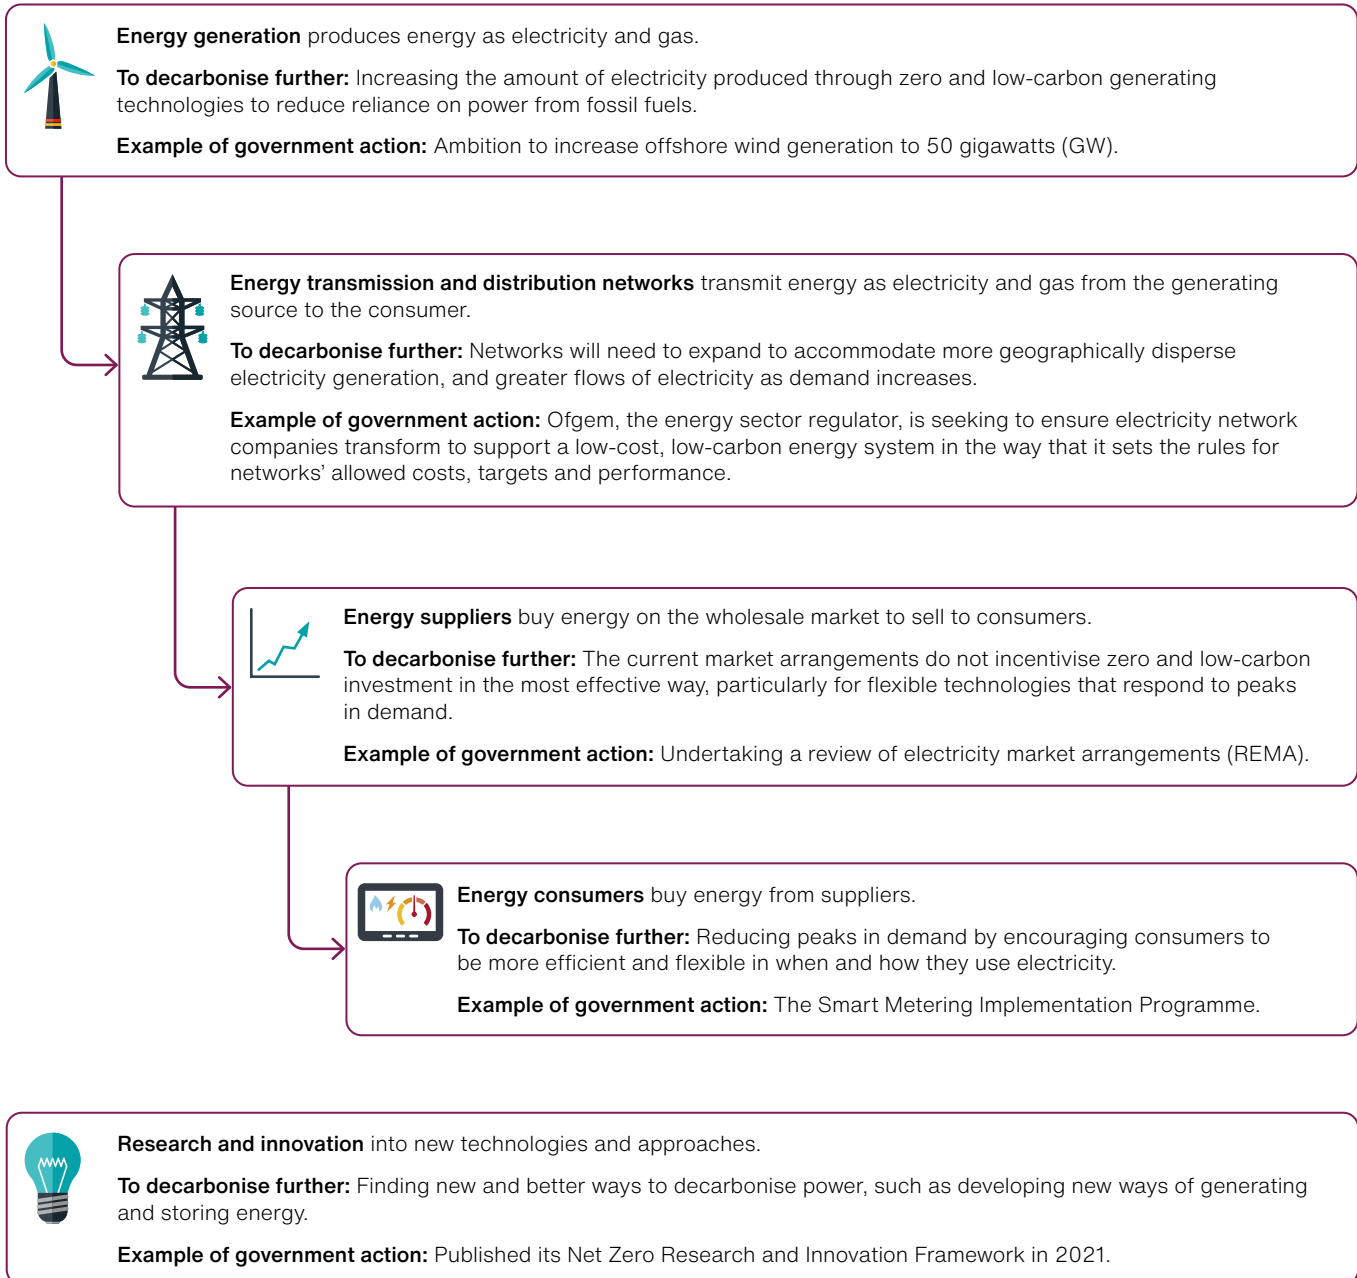 Energy generation produces energy as electricity and gas.
To decarbonise further: Increasing the amount of electricity produced through zero and low-carbon generating
technologies to reduce reliance on power from fossil fuels.
Example of government action: Ambition to increase offshore wind generation to 50 gigawatts (GW).
Energy transmission and distribution networks transmit energy as electricity and gas from the generating
source to the consumer.
To decarbonise further: Networks will need to expand to accommodate more geographically disperse
electricity generation, and greater flows of electricity as demand increases.
Example of government action: Ofgem, the energy sector regulator, is seeking to ensure electricity network
companies transform to support a low-cost, low-carbon energy system in the way that it sets the rules for
networks’ allowed costs, targets and performance.
Energy suppliers buy energy on the wholesale market to sell to consumers.
To decarbonise further: The current market arrangements do not incentivise zero and low-carbon
investment in the most effective way, particularly for flexible technologies that respond to peaks
in demand.
Example of government action: Undertaking a review of electricity market arrangements (REMA).
Energy consumers buy energy from suppliers.
To decarbonise further: Reducing peaks in demand by encouraging consumers to
be more efficient and flexible in when and how they use electricity.
Example of government action: The Smart Metering Implementation Programme.
Research and innovation into new technologies and approaches.
To decarbonise further: Finding new and better ways to decarbonise power, such as developing new ways of generating
and storing energy.
Example of government action: Published its Net Zero Research and Innovation Framework in 2021.